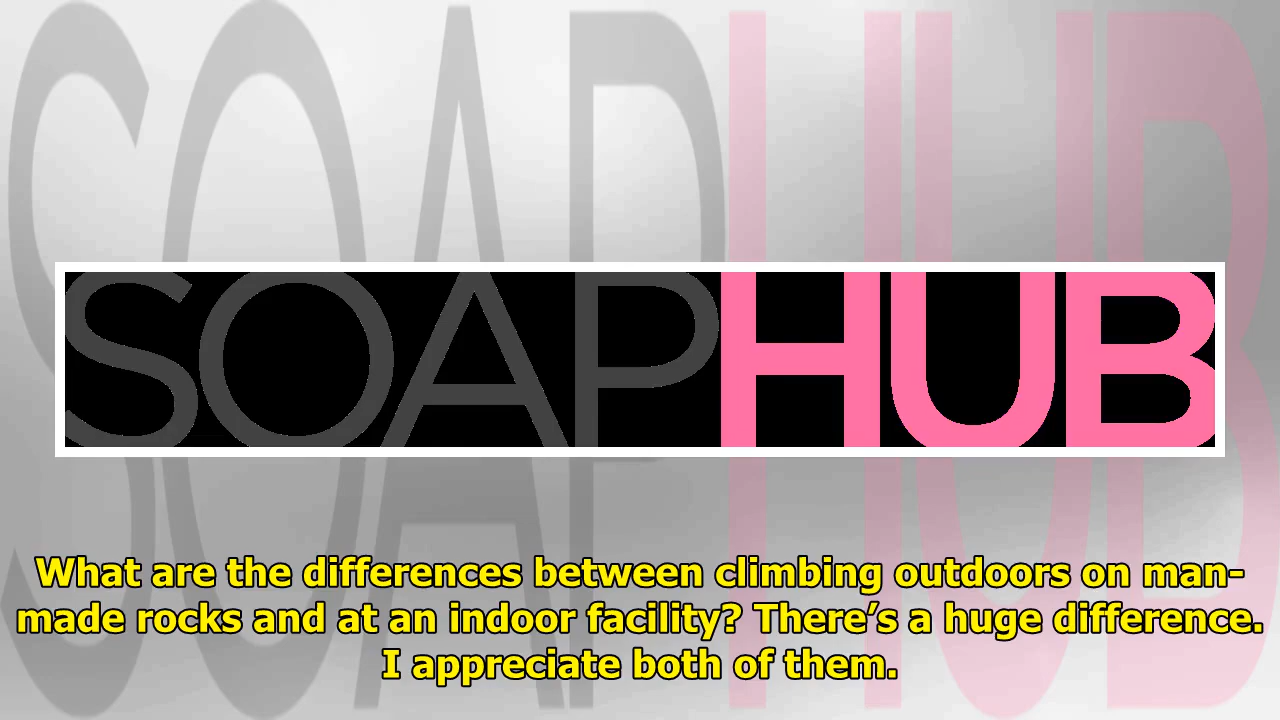 SOAPHUB
SOAPHUB
What are the differences between climbing outdoors on man-
made rocks and at an indoor facility? There’s a huge difference.
I appreciate both of them.